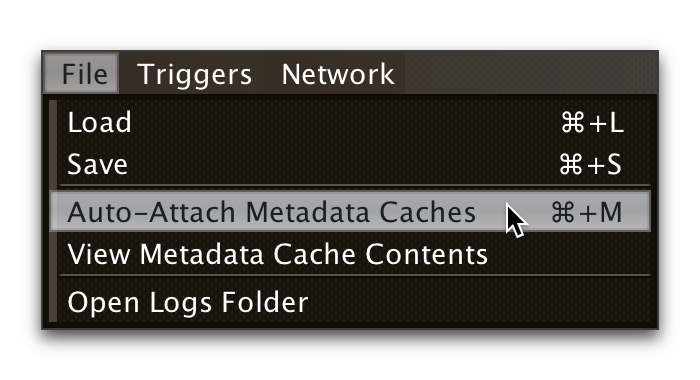 File Triggers Network
Load ⌘+L
Save ⌘+S
Auto-Attach Metadata Caches ⌘+M
View Metadata Cache Contents
Open Logs Folder